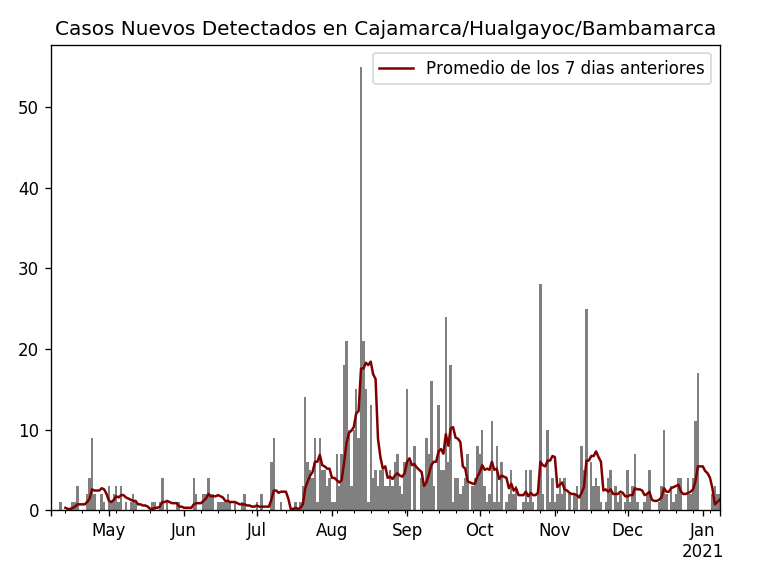 Casos Nuevos Detectados en Cajamarca/Hualgayoc/Bambamarca
Promedio de los 7 dias anteriores
50
40
30
20
10
0
May Jun Jul Aug Sep Oct Nov Dec Jan
2021